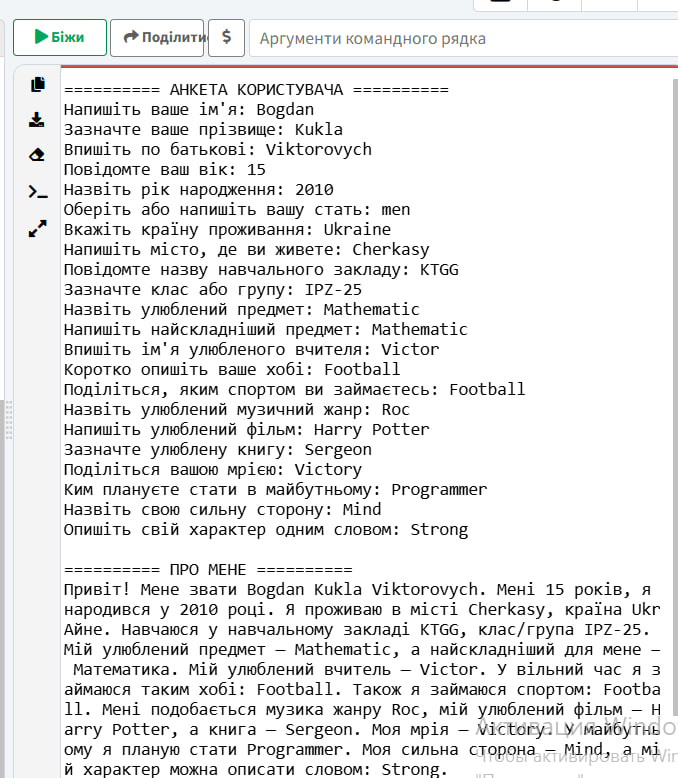 Біжи
Поділити
$
Аргументи командного рядка
========== АНКЕТА КОРИСТУВАЧА ==========
Напишіть ваше ім'я: Bogdan
Зазначте ваше прізвище: Kukla
Впишіть по батькові: Viktorovych
Повідомте ваш вік: 15
Назвіть рік народження: 2010
Оберіть або напишіть вашу стать: men
Вкажіть країну проживання: Ukraine
Напишіть місто, де ви живете: Cherkasy
Повідомте назву навчального закладу: KTGG
Зазначте клас або групу: IPZ-25
Назвіть улюблений предмет: Mathematic
Напишіть найскладніший предмет: Mathematic
Впишіть ім'я улюбленого вчителя: Victor
Коротко опишіть ваше хобі: Football
Поділіться, яким спортом ви займаєтесь: Football
Назвіть улюблений музичний жанр: Roc
Напишіть улюблений фільм: Harry Potter
Зазначте улюблену книгу: Sergeon
Поділіться вашою мрією: Victory
Ким плануєте стати в майбутньому: Programmer
Назвіть свою сильну сторону: Mind
Опишіть свій характер одним словом: Strong
========== ПРО МЕНЕ ==========
Привіт! Мене звати Bogdan Kukla Viktorovych. Мені 15 років, я
народився у 2010 році. Я проживаю в місті Cherkasy, країна Ukr
Айне. Навчаюся у навчальному закладі KTGG, клас/група IPZ-25.
Мій улюблений предмет — Mathematic, а найскладніший для мене —
Математика. Мій улюблений вчитель — Victor. У вільний час я з
аймаюся таким хобі: Football. Також я займаюся спортом: Footba
ll. Мені подобається музика жанру Roc, мій улюблений фільм — H
arry Potter, а книга — Sergeon. Моя мрія — Victory. У майбутнь
ому я планую стати Programmer. Моя сильна сторона — Mind, а мі
й характер можна описати словом: Strong.
Активация Windo
Чтобы активировать Win